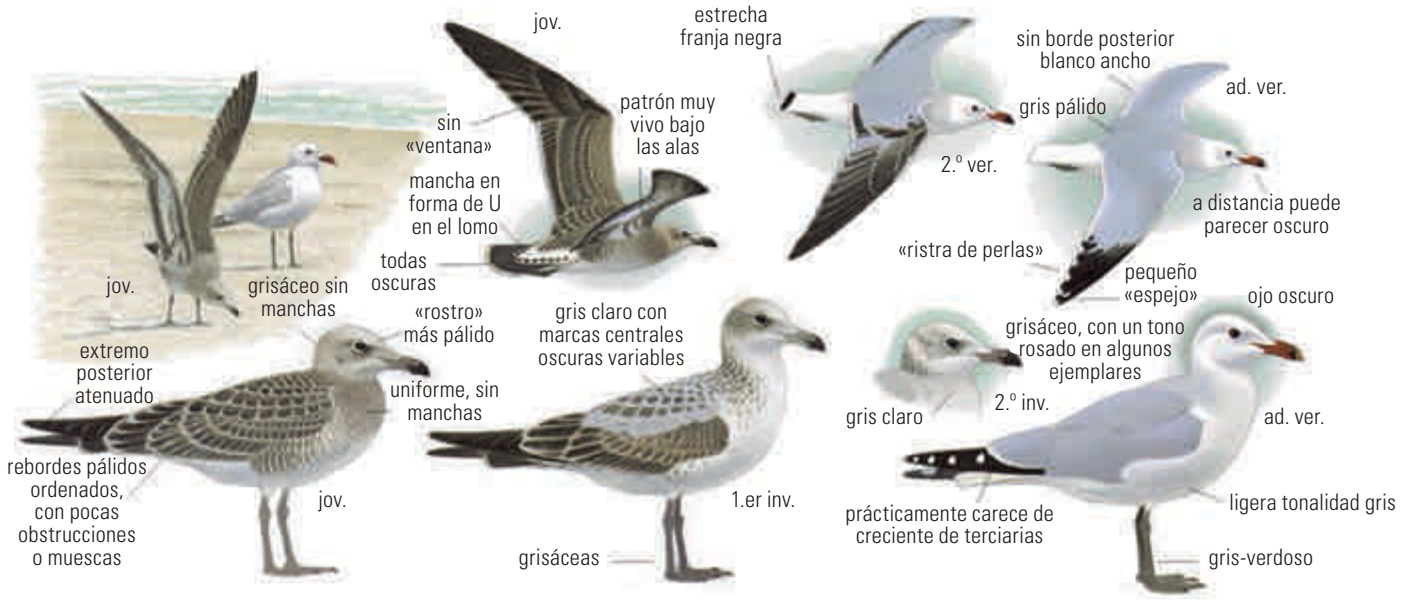 jov.
estrecha
franja negra
sin borde posterior
blanco ancho
ad. ver.
gris pálido
sin
«ventana»
patrón muy
vivo bajo
las alas
2.º ver.
mancha en
forma de U
en el lomo
a distancia puede
parecer oscuro
«ristra de perlas»
todas
oscuras
pequeño
«espejo»
jov.
grisáceo sin
manchas
ojo oscuro
«rostro»
más pálido
gris claro con
marcas centrales
oscuras variables
grisáceo, con un tono
rosado en algunos
ejemplares
extremo
posterior
atenuado
uniforme, sin
manchas
gris claro
2.º inv.
ad. ver.
rebordes pálidos
ordenados,
con pocas
obstrucciones
o muescas
jov.
1.er inv.
prácticamente carece de
creciente de terciarias
ligera tonalidad gris
grisáceas
gris-verdoso